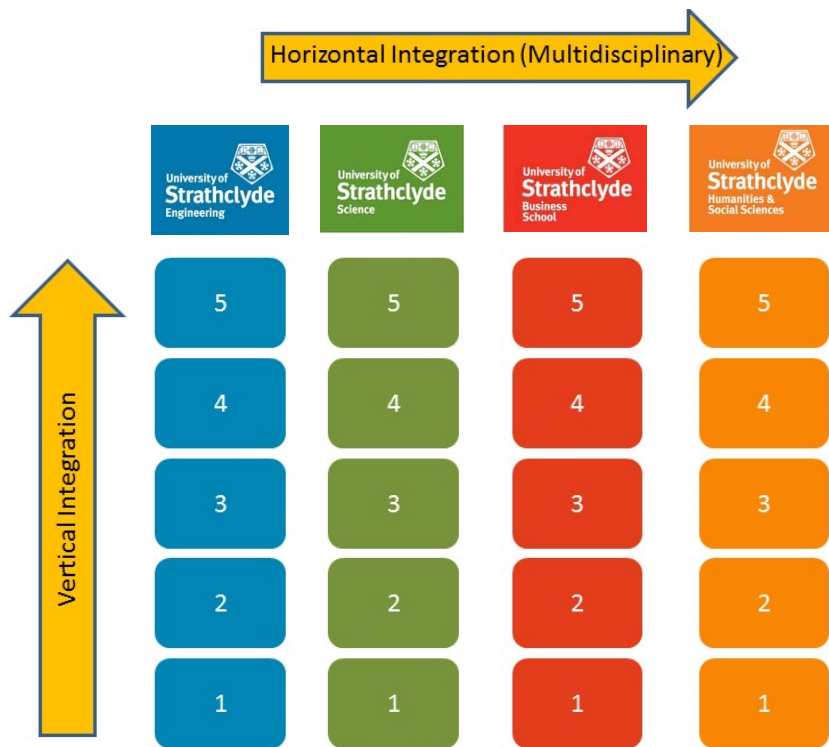 Horizontal Integration (Multidisciplinary)
University of
Strathclyde
Engineering
University of
Strathclyde
Science
University of
Strathclyde
Business
School
University of
Strathclyde
Humanities &
Social Sciences
Vertical Integration
5 5 5 5
4 4 4 4
3 3 3 3
2 2 2 2
1 1 1 1